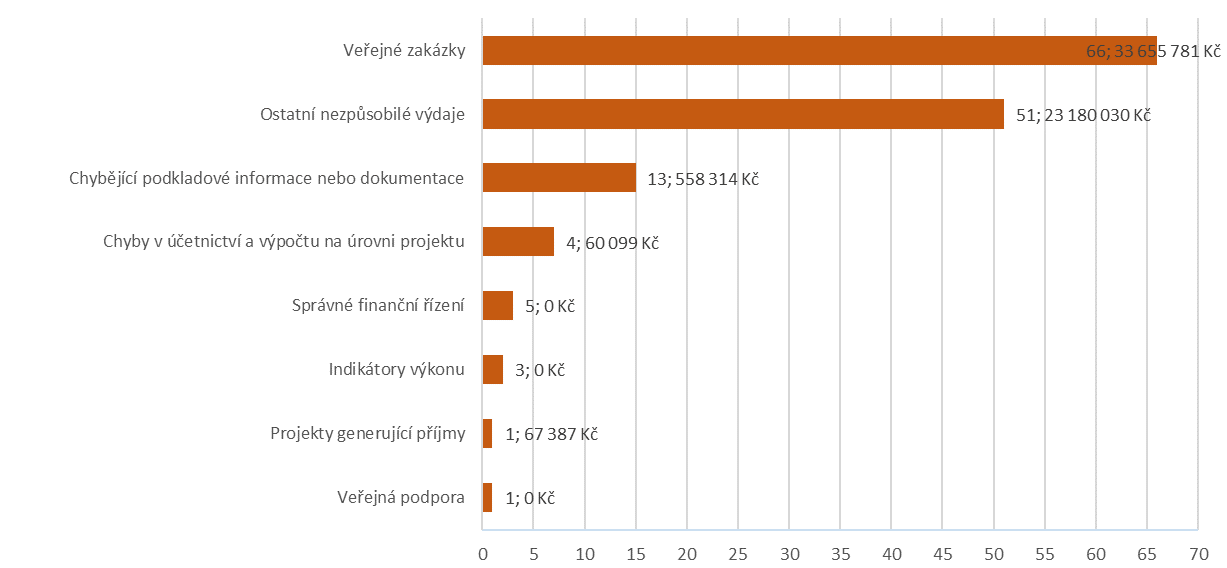 Veřejné zakázky 66; 33 655 781 Kč
Ostatní nezpůsobilé výdaje 51; 23 180 030 Kč
Chybějící podkladové informace nebo dokumentace 13; 558 314 Kč
Chyby v účetnictví a výpočtu na úrovni projektu 4; 60 099 Kč
Správné finanční řízení 5; 0 Kč
Indikátory výkonu 3; 0 Kč
Projekty generující příjmy 1; 67 387 Kč
Veřejná podpora 1; 0 Kč
0 5 10 15 20 25 30 35 40 45 50 55 60 65 70